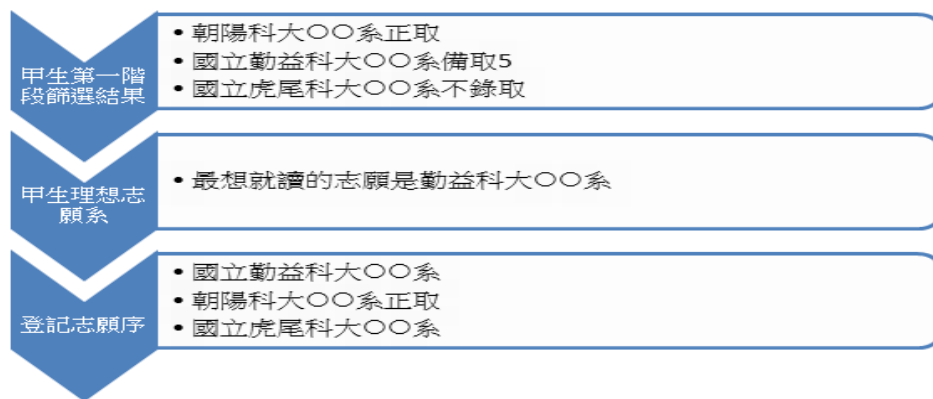 甲生第一階
段篩選結果
• 朝陽科大〇〇系正取
• 國立勤益科大〇〇系備取5
• 國立虎尾科大〇〇系不錄取
甲生理想志
願系
• 最想就讀的志願是勤益科大〇〇系
登記志願序
• 國立勤益科大〇〇系
• 朝陽科大〇〇系正取
• 國立虎尾科大〇〇系